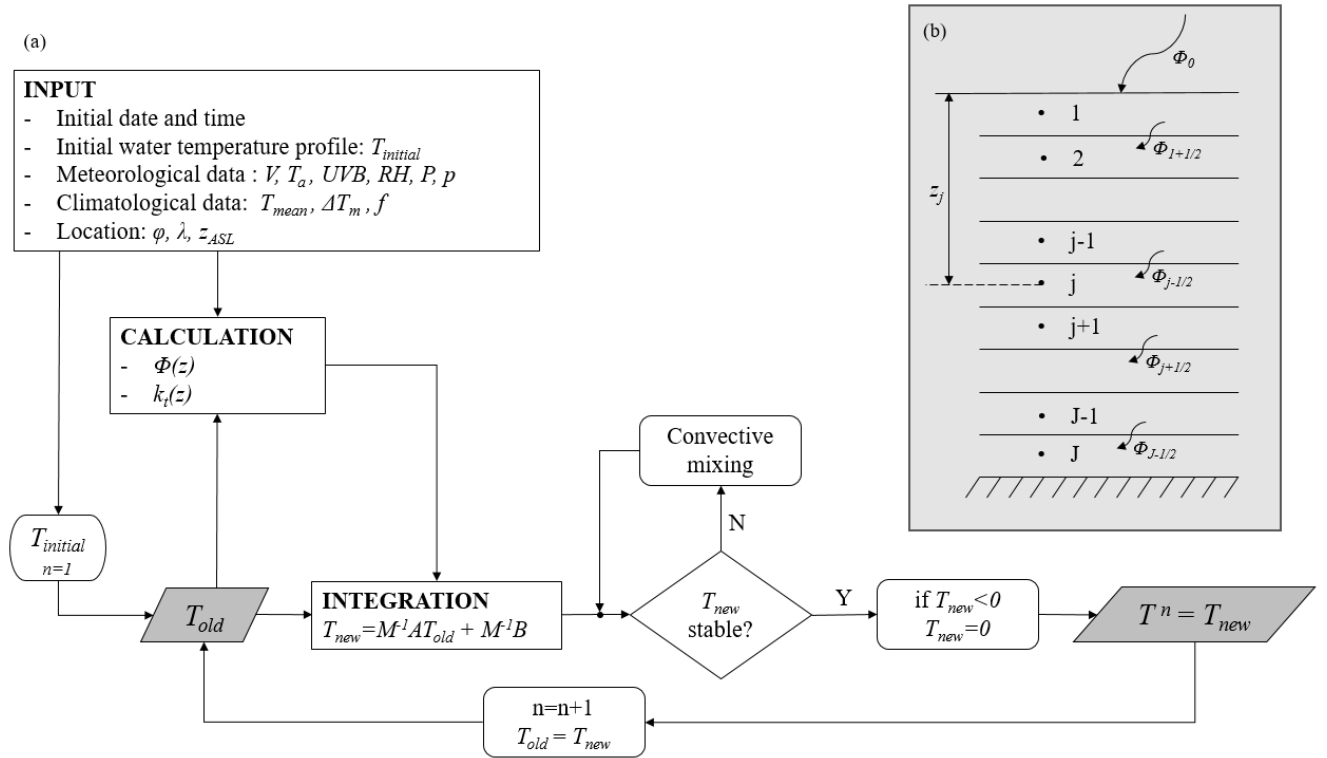 (a)
INPUT
- Initial date and time
- Initial water temperature profile: T_initial
- Meteorological data : V, T_a, UVB, RH, P, p
- Climatological data: T_mean, ΔT_m, f
- Location: φ, λ, z_ASL
CALCULATION
- Φ(z)
- k_t(z)
T_initial
n=1
T_old
INTEGRATION
T_new=M^-1AT_old + M^-1B
Convective
mixing
N
T_new
stable?
Y
if T_new<0
T_new=0
T^n = T_new
n=n+1
T_old = T_new
(b)
Φ_0
1
Φ_1+1/2
2
z_j
j-1
Φ_j-1/2
j
j+1
Φ_j+1/2
J-1
Φ_J-1/2
J